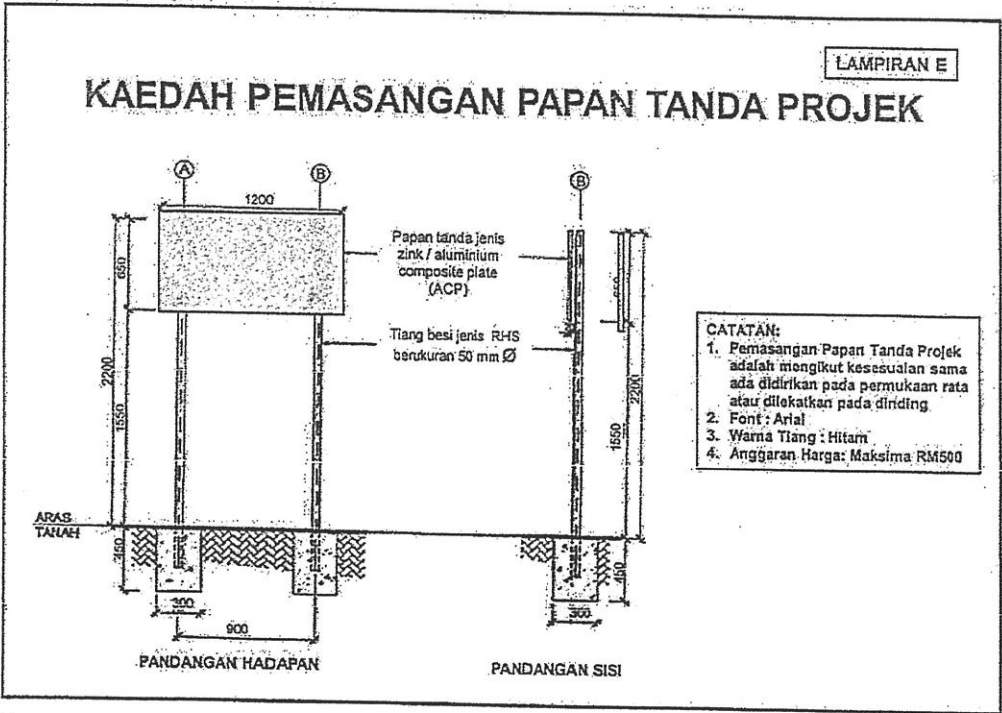 LAMPIRAN E
KAEDAH PEMASANGAN PAPAN TANDA PROJEK
A
B
B
1200
650
2200
1550
Papan tanda jenis
zink / aluminium
composite plate
(ACP)
Tiang besi jenis RHS
berukuran 50 mm Ø
650
2200
1550
CATATAN:
1. Pemasangan Papan Tanda Projek
adalah mengikut kesesuaian sama
ada didirikan pada permukaan rata
atau dilekatkan pada dinding
2. Font : Arial
3. Warna Tiang : Hitam
4. Anggaran Harga: Maksima RM500
ARAS
TANAH
450
450
300
300
900
PANDANGAN HADAPAN
PANDANGAN SISI